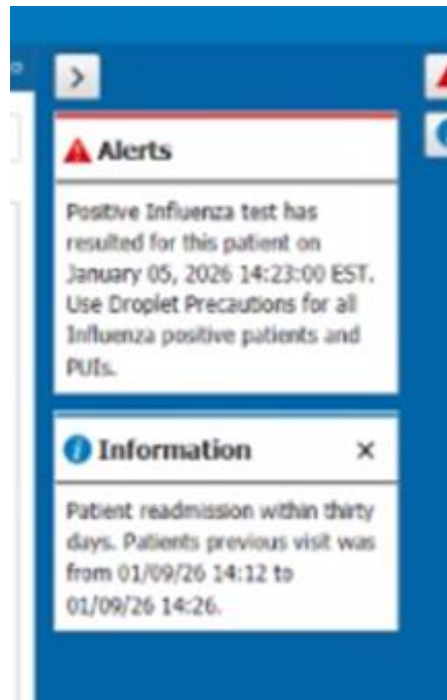 Alerts
Positive Influenza test has
resulted for this patient on
January 05, 2026 14:23:00 EST.
Use Droplet Precautions for all
Influenza positive patients and
PUIs.
Information
Patient readmission within thirty
days. Patients previous visit was
from 01/09/26 14:12 to
01/09/26 14:26.